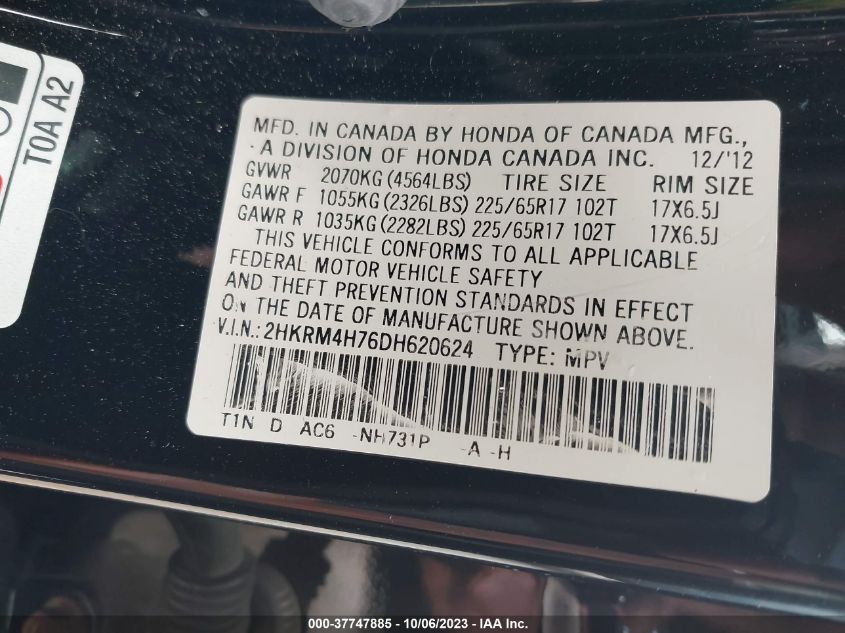 TOA A2
MFD. IN CANADA BY HONDA OF CANADA MFG.,
A DIVISION OF HONDA CANADA INC. 12/'12
GVWR 2070KG (4564LBS) TIRE SIZE RIM SIZE
GAWR F 1055KG (2326LBS) 225/65R17 102T 17X6.5J
GAWR R 1035KG (2282LBS) 225/65R17 102T 17X6.5J
THIS VEHICLE CONFORMS TO ALL APPLICABLE
FEDERAL MOTOR VEHICLE SAFETY
AND THEFT PREVENTION STANDARDS IN EFFECT
ON THE DATE OF MANUFACTURE SHOWN ABOVE.
V.I.N.: 2HKRM4H76DH620624 TYPE: MPV
T1N D AC6 -NH731P -A -H
000-37747885 - 10/06/2023 - IAA Inc.